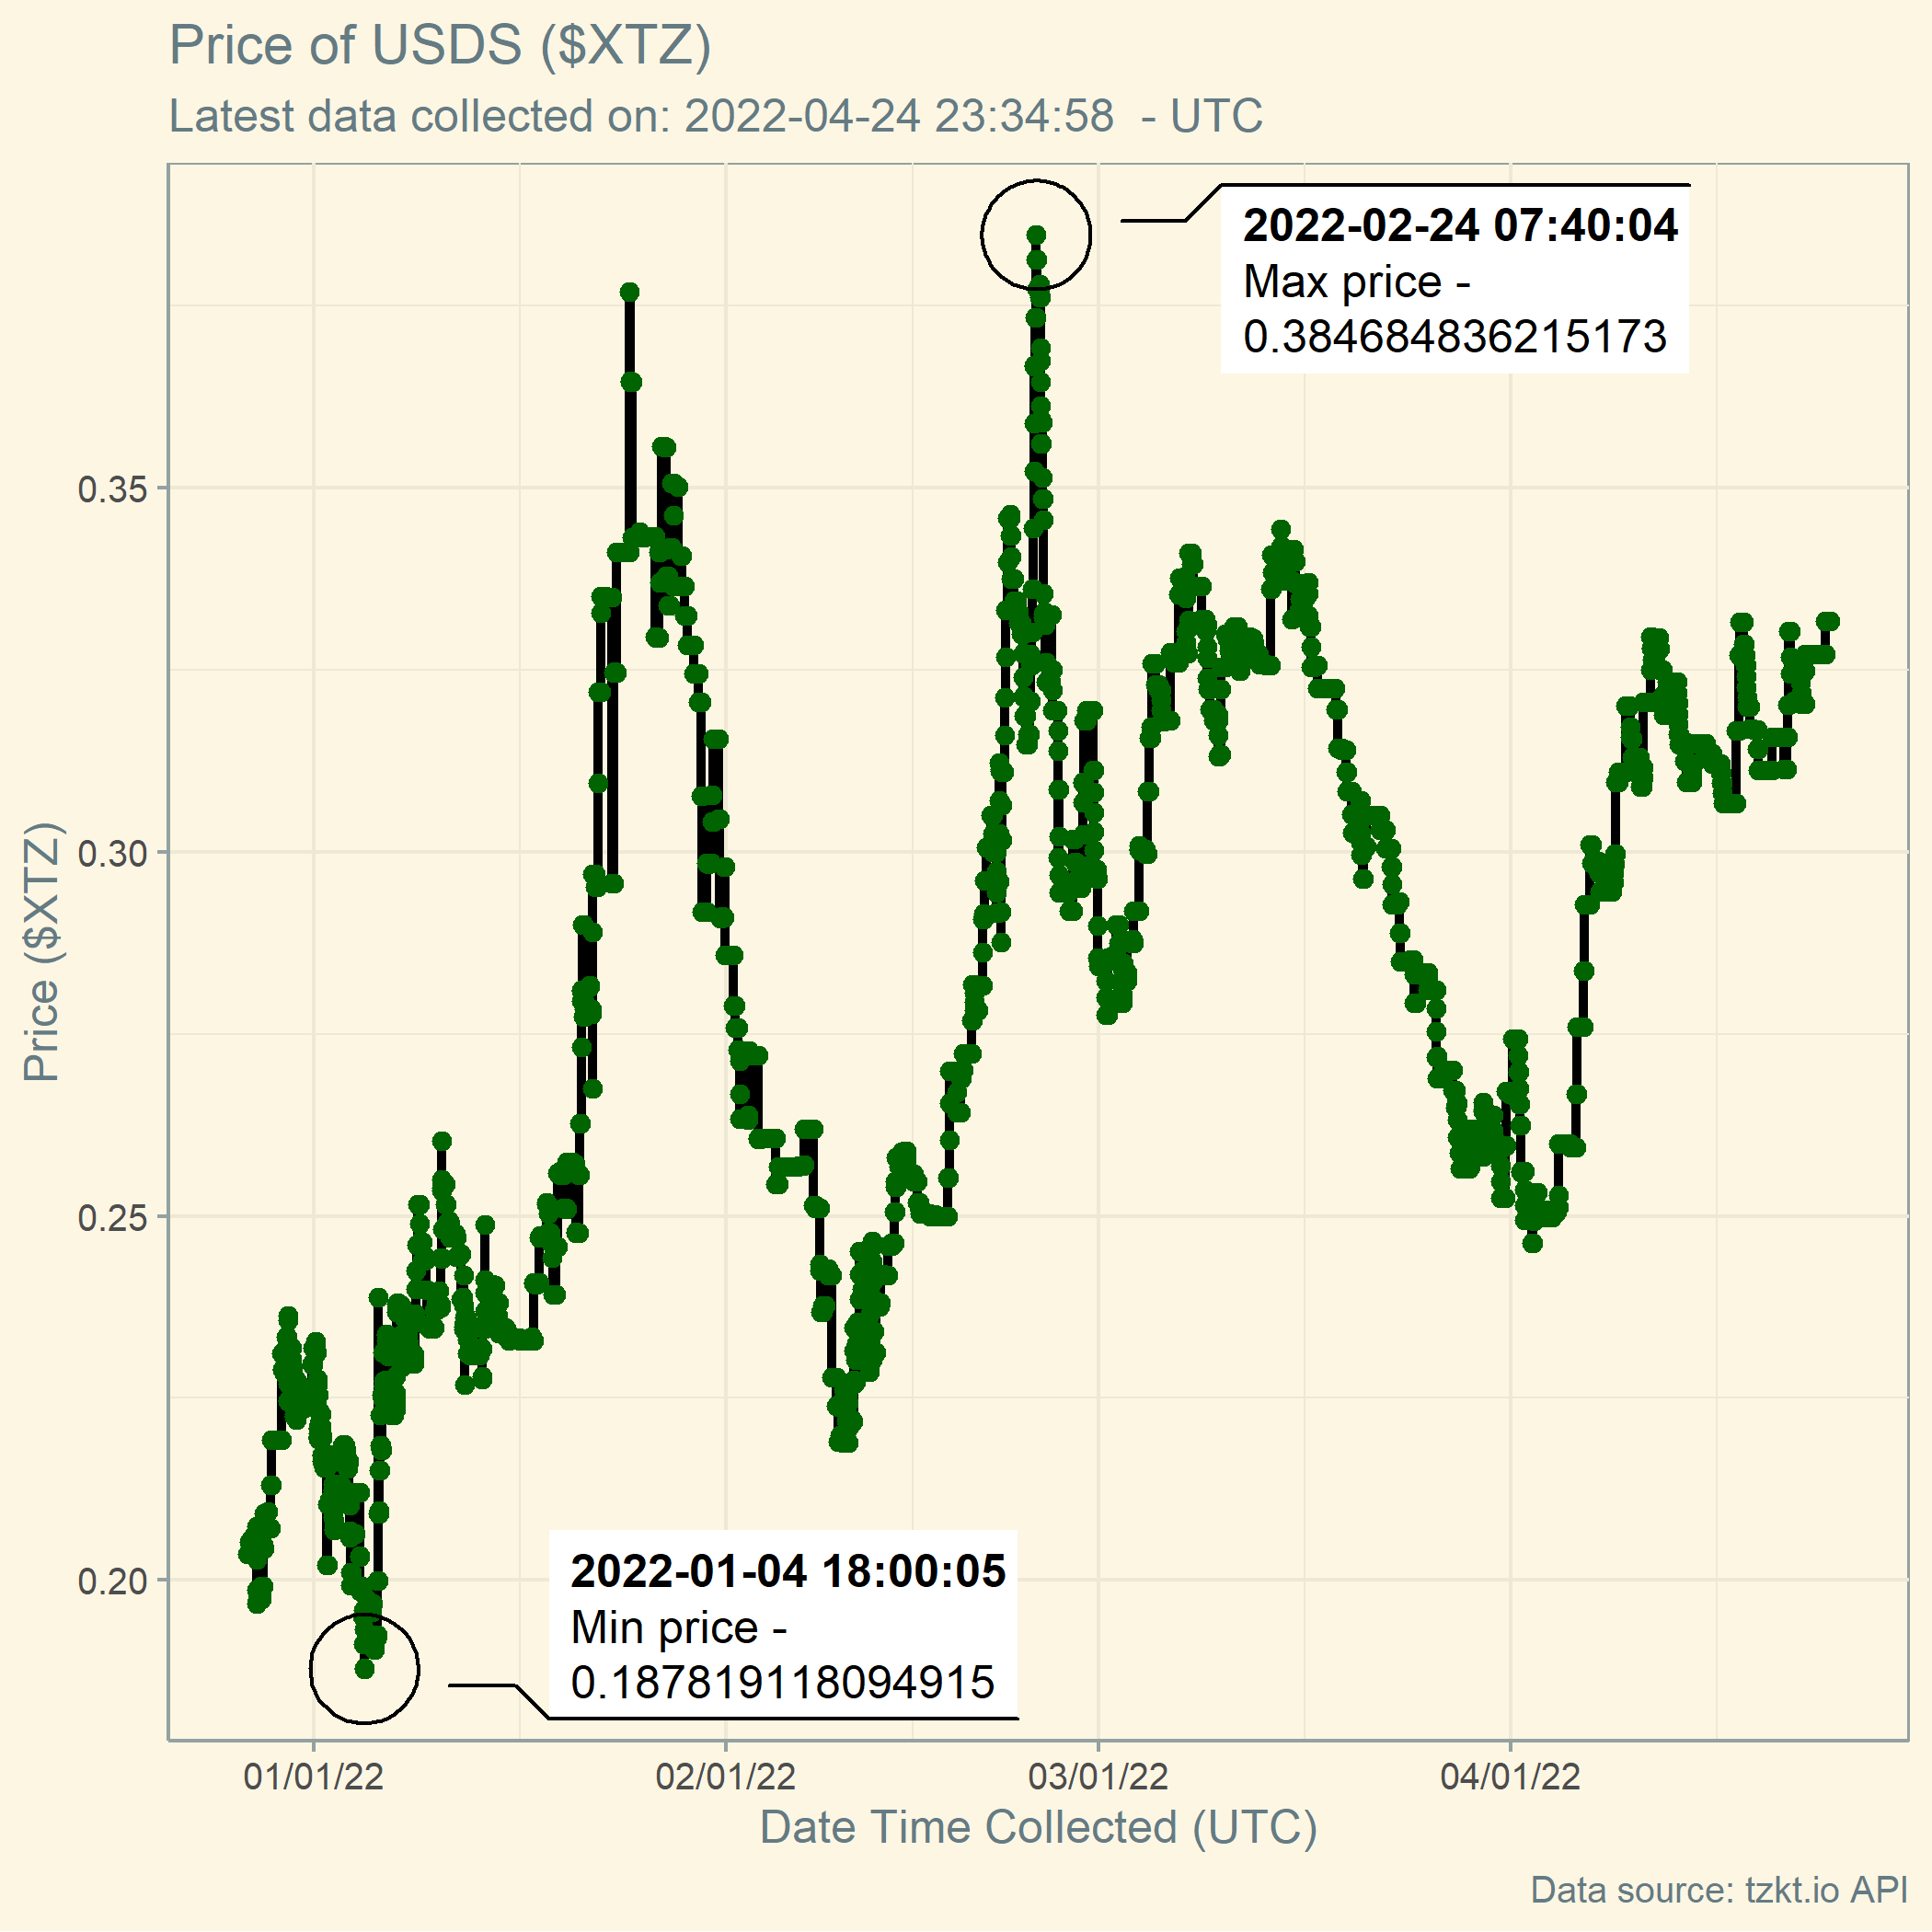 Price of USDS ($XTZ)
Latest data collected on: 2022-04-24 23:34:58  - UTC
2022-02-24 07:40:04
Max price -
0.384684836215173
0.35
0.30
0.25
0.20
Price ($XTZ)
2022-01-04 18:00:05
Min price -
0.187819118094915
01/01/22
02/01/22
03/01/22
04/01/22
Date Time Collected (UTC)
Data source: tzkt.io API